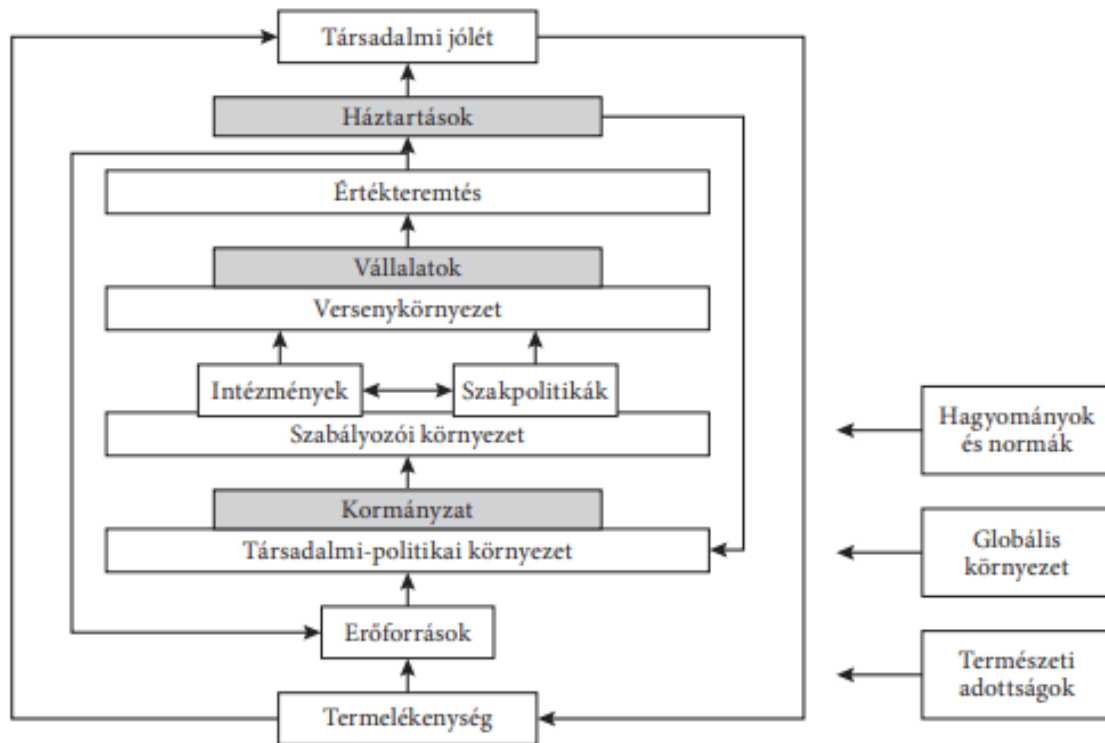 Társadalmi jólét
Háztartások
Értékteremtés
Vállalatok
Versenykörnyezet
Intézmények
Szakpolitikák
Szabályozói környezet
Kormányzat
Társadalmi-politikai környezet
Erőforrások
Termelékenység
Hagyományok
és normák
Globális
környezet
Természeti
adottságok